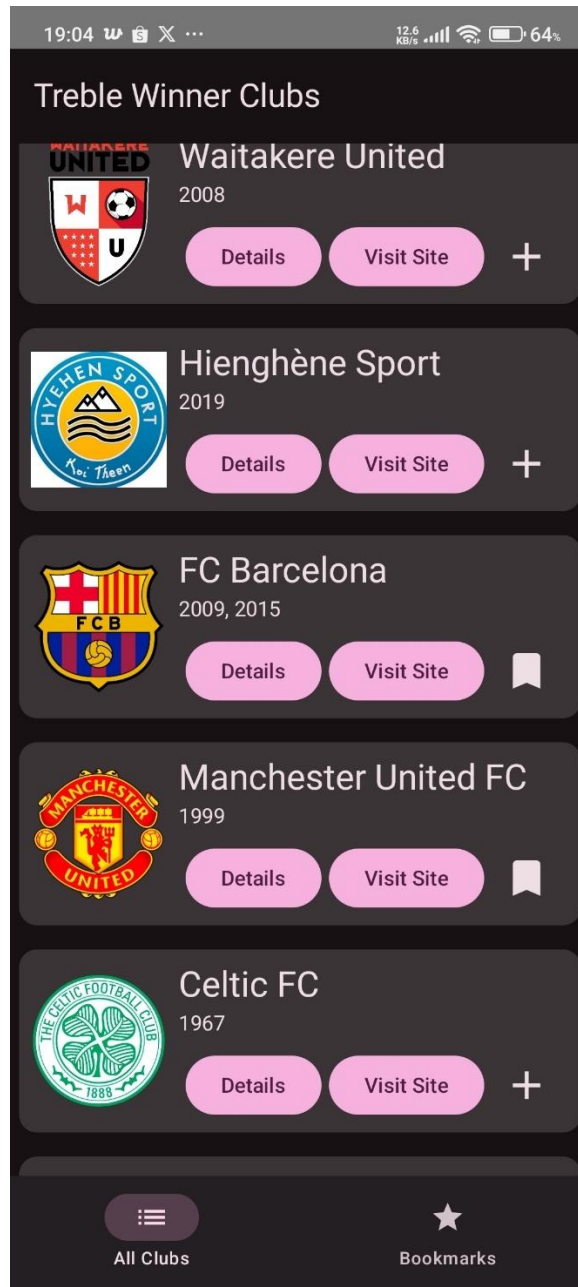 19:04
12.6 KB/s
64%
Treble Winner Clubs
WAITAKERE
UNITED
W
U
Waitakere United
2008
Details Visit Site
HYEHEN SPORT
Koi Theen
Hienghène Sport
2019
Details Visit Site
FCB
FC Barcelona
2009, 2015
Details Visit Site
MANCHESTER
UNITED
Manchester United FC
1999
Details Visit Site
THE CELTIC FOOTBALL CLUB
1888
Celtic FC
1967
Details Visit Site
All Clubs Bookmarks